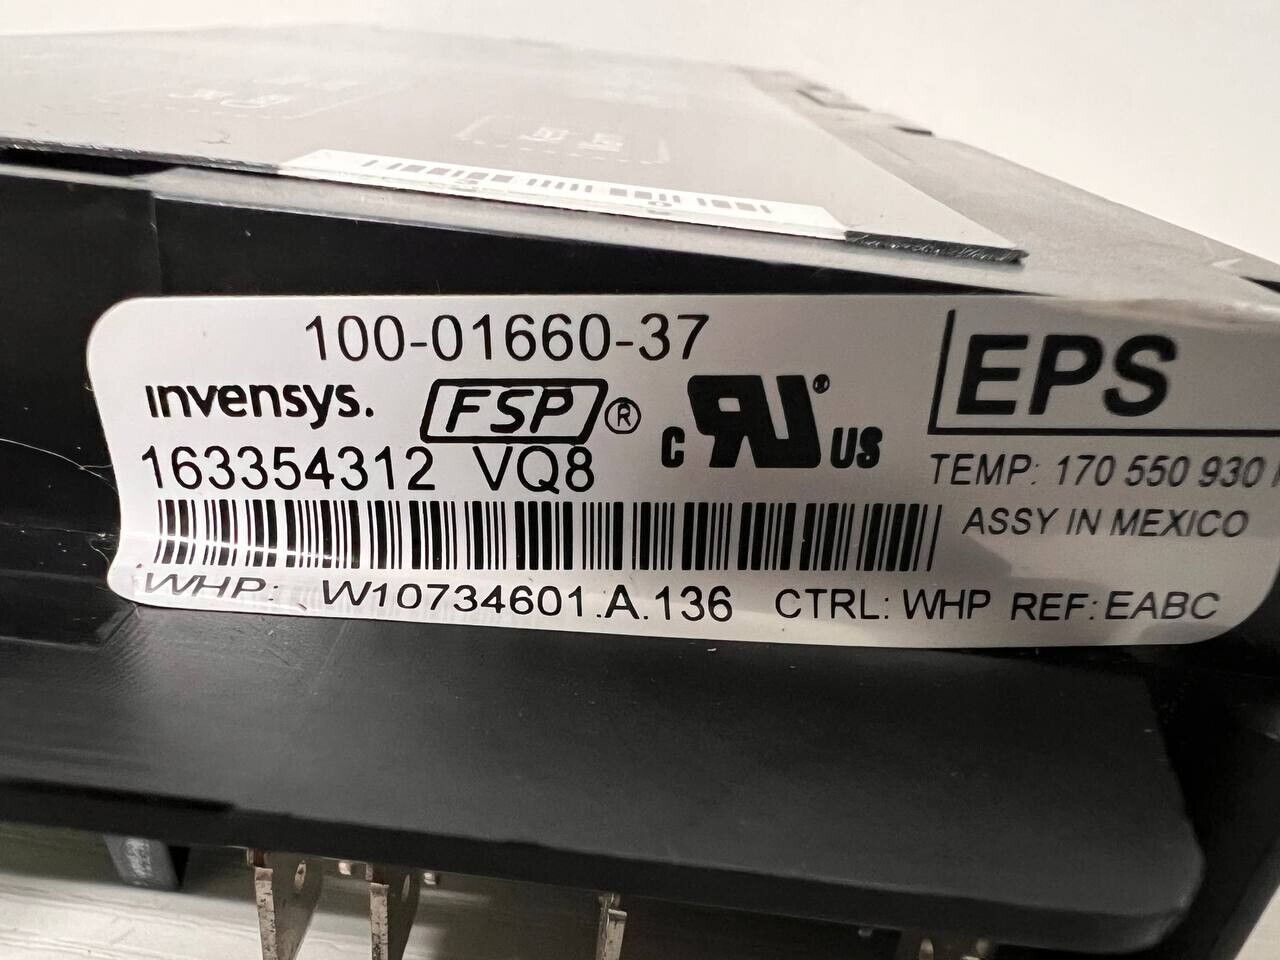 100-01660-37
invensys. FSP® c RU® US
EPS
163354312 VQ8
TEMP: 170 550 930
ASSY IN MEXICO
WHP: W10734601.A.136 CTRL: WHP REF: EABC